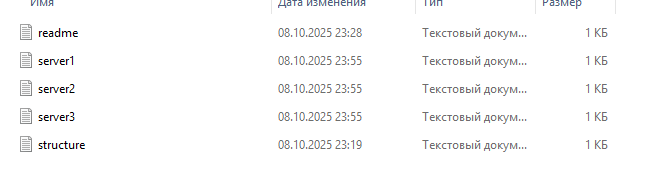 Имя Дата изменения Тип Размер
readme 08.10.2025 23:28 Текстовый докум... 1 КБ
server1 08.10.2025 23:55 Текстовый докум... 1 КБ
server2 08.10.2025 23:55 Текстовый докум... 1 КБ
server3 08.10.2025 23:55 Текстовый докум... 1 КБ
structure 08.10.2025 23:19 Текстовый докум... 1 КБ